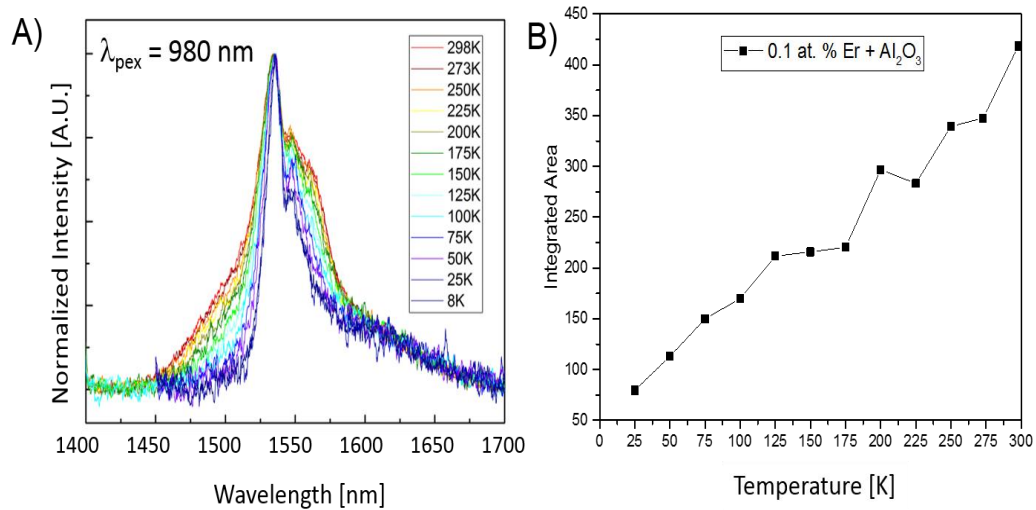 A)
λpex = 980 nm
298K
273K
250K
225K
200K
175K
150K
125K
100K
75K
50K
25K
8K
Normalized Intensity [A.U.]
1400 1450 1500 1550 1600 1650 1700
Wavelength [nm]
B)
0.1 at. % Er + Al₂O₃
450
400
350
300
250
200
150
100
50
Integrated Area
0 25 50 75 100 125 150 175 200 225 250 275 300
Temperature [K]